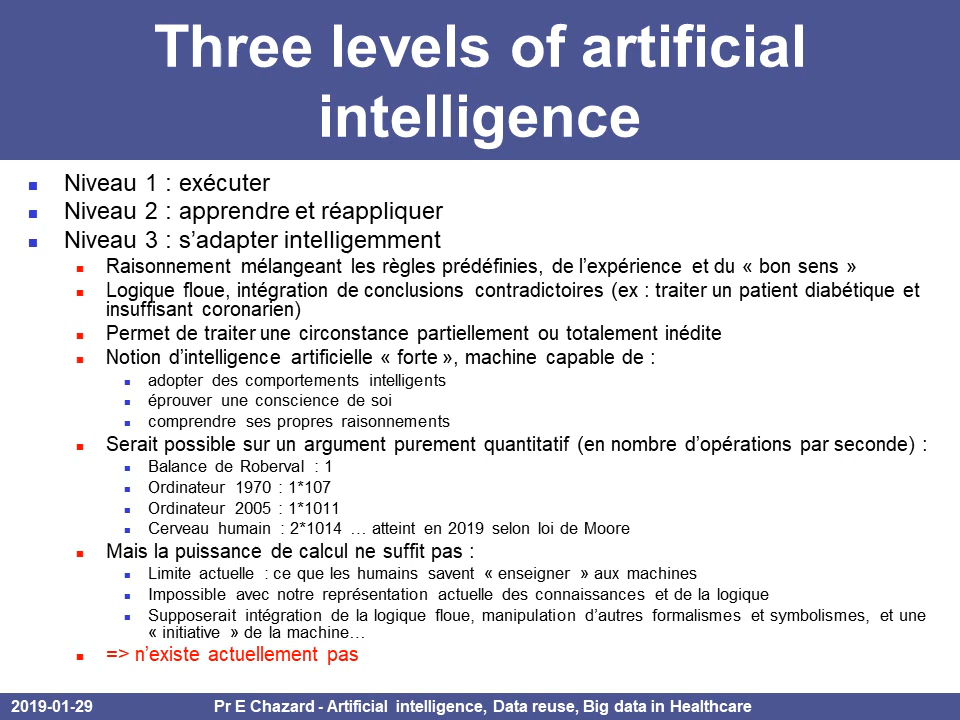 Three levels of artificial
intelligence
Niveau 1 : exécuter
Niveau 2 : apprendre et réappliquer
Niveau 3 : s’adapter intelligemment
Raisonnement mélangeant les règles prédéfinies, de l’expérience et du « bon sens »
Logique floue, intégration de conclusions contradictoires (ex : traiter un patient diabétique et
insuffisant coronarien)
Permet de traiter une circonstance partiellement ou totalement inédite
Notion d’intelligence artificielle « forte », machine capable de :
adopter des comportements intelligents
éprouver une conscience de soi
comprendre ses propres raisonnements
Serait possible sur un argument purement quantitatif (en nombre d’opérations par seconde) :
Balance de Roberval : 1
Ordinateur 1970 : 1*107
Ordinateur 2005 : 1*1011
Cerveau humain : 2*1014 … atteint en 2019 selon loi de Moore
Mais la puissance de calcul ne suffit pas :
Limite actuelle : ce que les humains savent « enseigner » aux machines
Impossible avec notre représentation actuelle des connaissances et de la logique
Supposerait intégration de la logique floue, manipulation d’autres formalismes et symbolismes, et une
« initiative » de la machine…
=> n’existe actuellement pas
2019-01-29 Pr E Chazard - Artificial intelligence, Data reuse, Big data in Healthcare